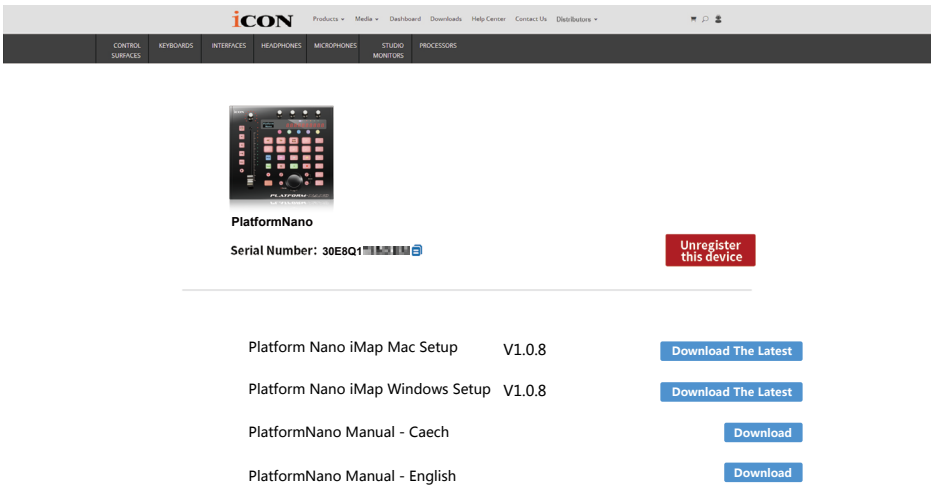 iCON Products Media Dashboard Downloads Help Center Contact Us Distributors
CONTROL SURFACES KEYBOARDS INTERFACES HEADPHONES MICROPHONES STUDIO MONITORS PROCESSORS
PlatformNano
Serial Number: 30E8Q1
Unregister
this device
Platform Nano iMap Mac Setup V1.0.8 Download The Latest
Platform Nano iMap Windows Setup V1.0.8 Download The Latest
PlatformNano Manual - Caech Download
PlatformNano Manual - English Download